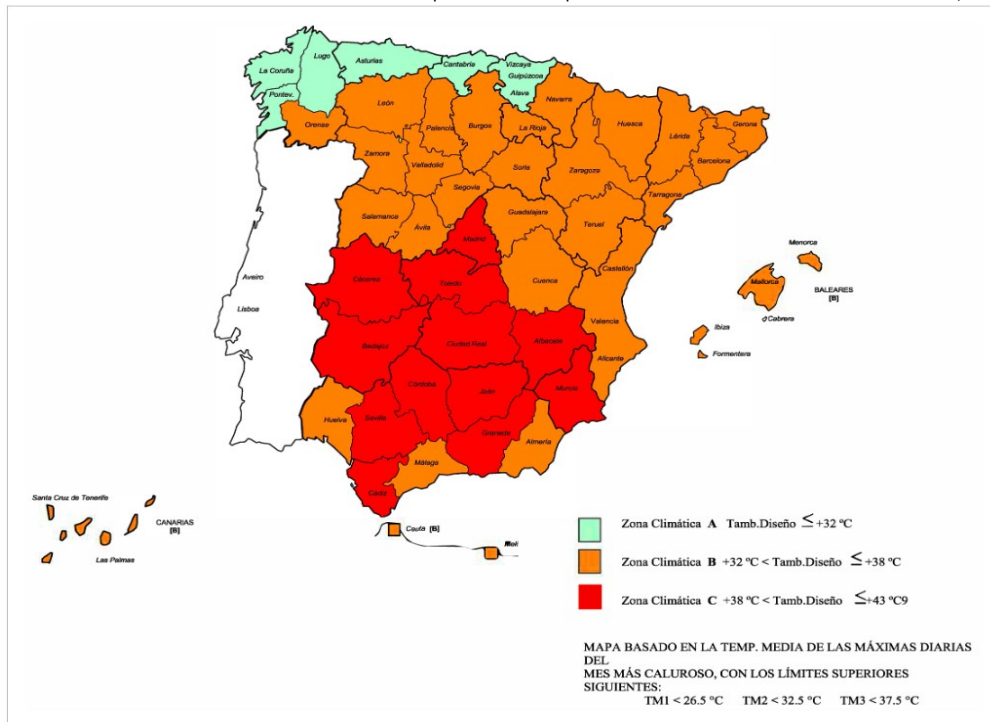 Lugo
La Coruña
Asturias
Cantabria
Vizcaya
Guipúzcoa
Alava
Pontev.
Orense
León
Palencia
Burgos
Navarra
La Rioja
Huesca
Lérida
Gerona
Barcelona
Zamora
Valladolid
Soria
Zaragoza
Tarragona
Segovia
Salamanca
Ávila
Guadalajara
Teruel
Madrid
Castellón
Menorca
Mallorca
BALEARES
[B]
Cabrera
Aveiro
Lisboa
Cáceres
Toledo
Cuenca
Valencia
Ibiza
Formentera
Badajoz
Ciudad Real
Albacete
Alicante
Córdoba
Jaén
Murcia
Huelva
Sevilla
Granada
Almería
Málaga
Cádiz
Santa Cruz de Tenerife
CANARIAS
[B]
Las Palmas
Ceuta [B]
Zona Climática A Tamb.Diseño ≤ +32 ºC
Zona Climática B +32 ºC < Tamb.Diseño ≤ +38 ºC
Zona Climática C +38 ºC < Tamb.Diseño ≤+43 ºC9
MAPA BASADO EN LA TEMP. MEDIA DE LAS MÁXIMAS DIARIAS
DEL
MES MÁS CALUROSO, CON LOS LÍMITES SUPERIORES
SIGUIENTES:
TM1 < 26.5 ºC TM2 < 32.5 ºC TM3 < 37.5 ºC